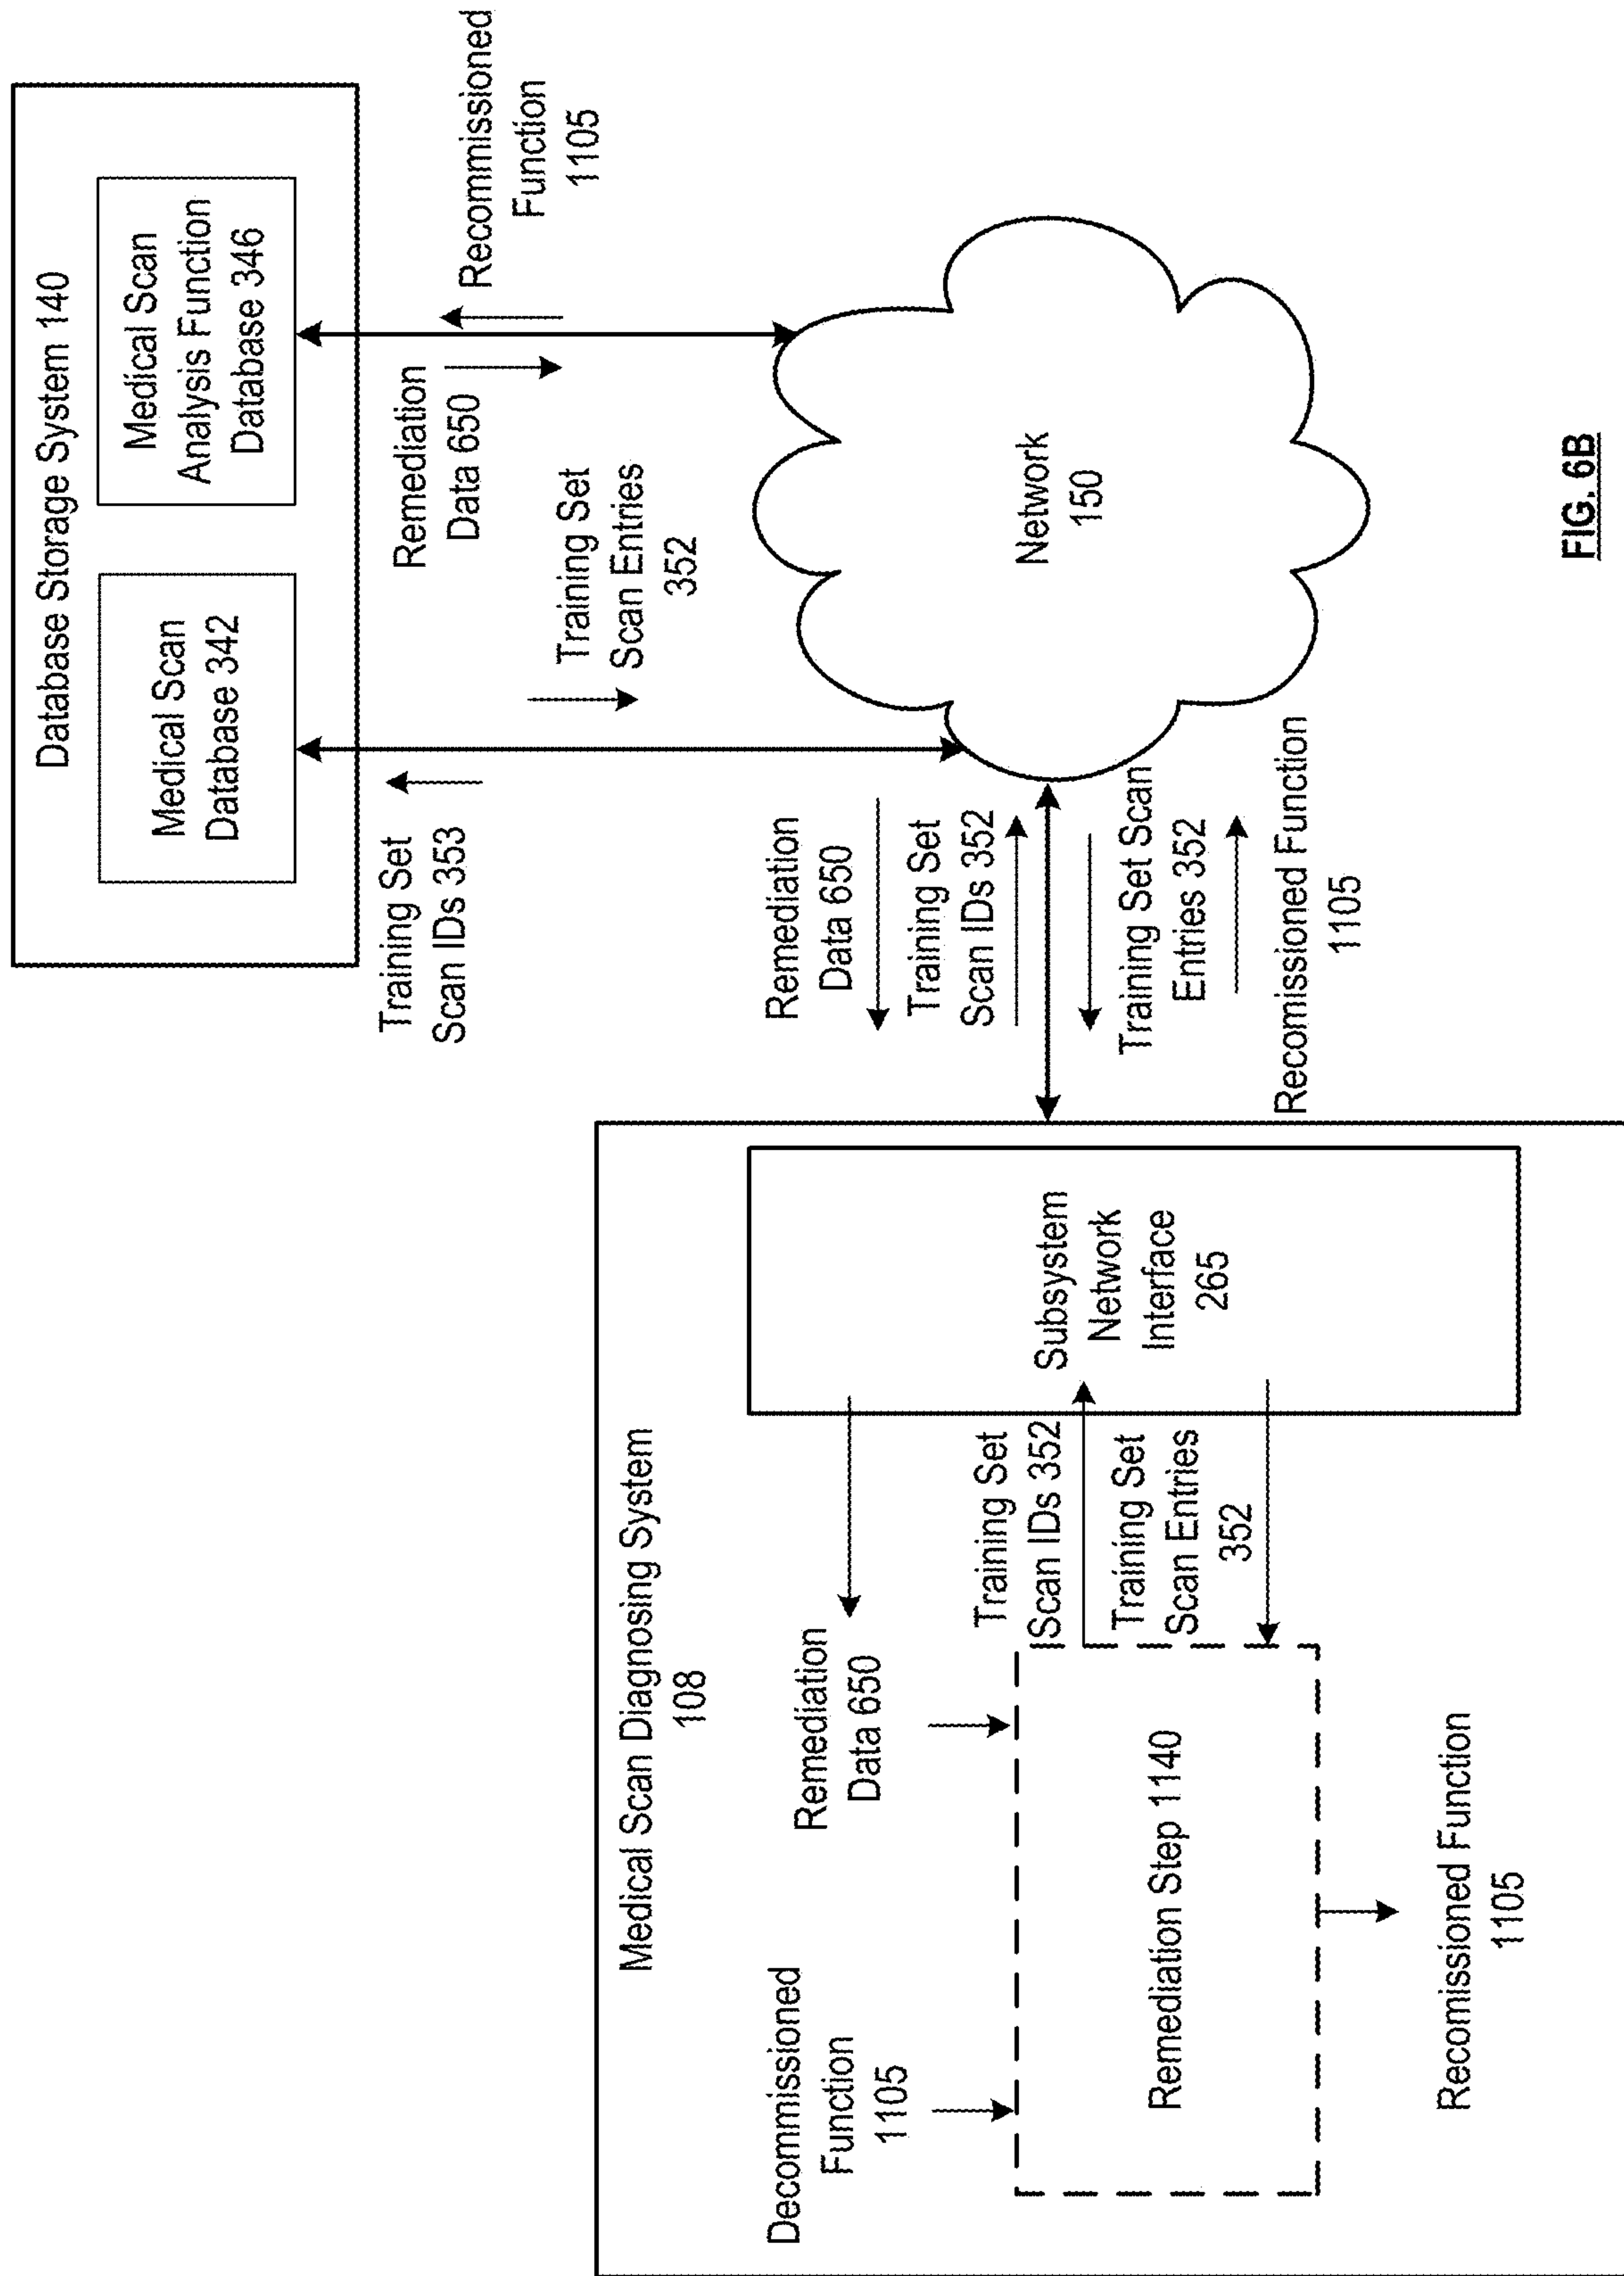 Database Storage System 140
Medical Scan
Database 342
Medical Scan
Analysis Function
Database 346
Training Set
Scan IDs 353
Remediation
Data 650
Recommissioned
Function
1105
Training Set
Scan Entries
352
Medical Scan Diagnosing System
108
Decommissioned
Function
1105
Remediation
Data 650
Training Set
Scan IDs 352
Training Set
Scan Entries
352
Remediation Step 1140
Recomissioned Function
1105
Subsystem
Network
Interface
265
Remediation
Data 650
Training Set
Scan IDs 352
Training Set Scan
Entries 352
Recomissioned Function
1105
Network
150
FIG. 6B